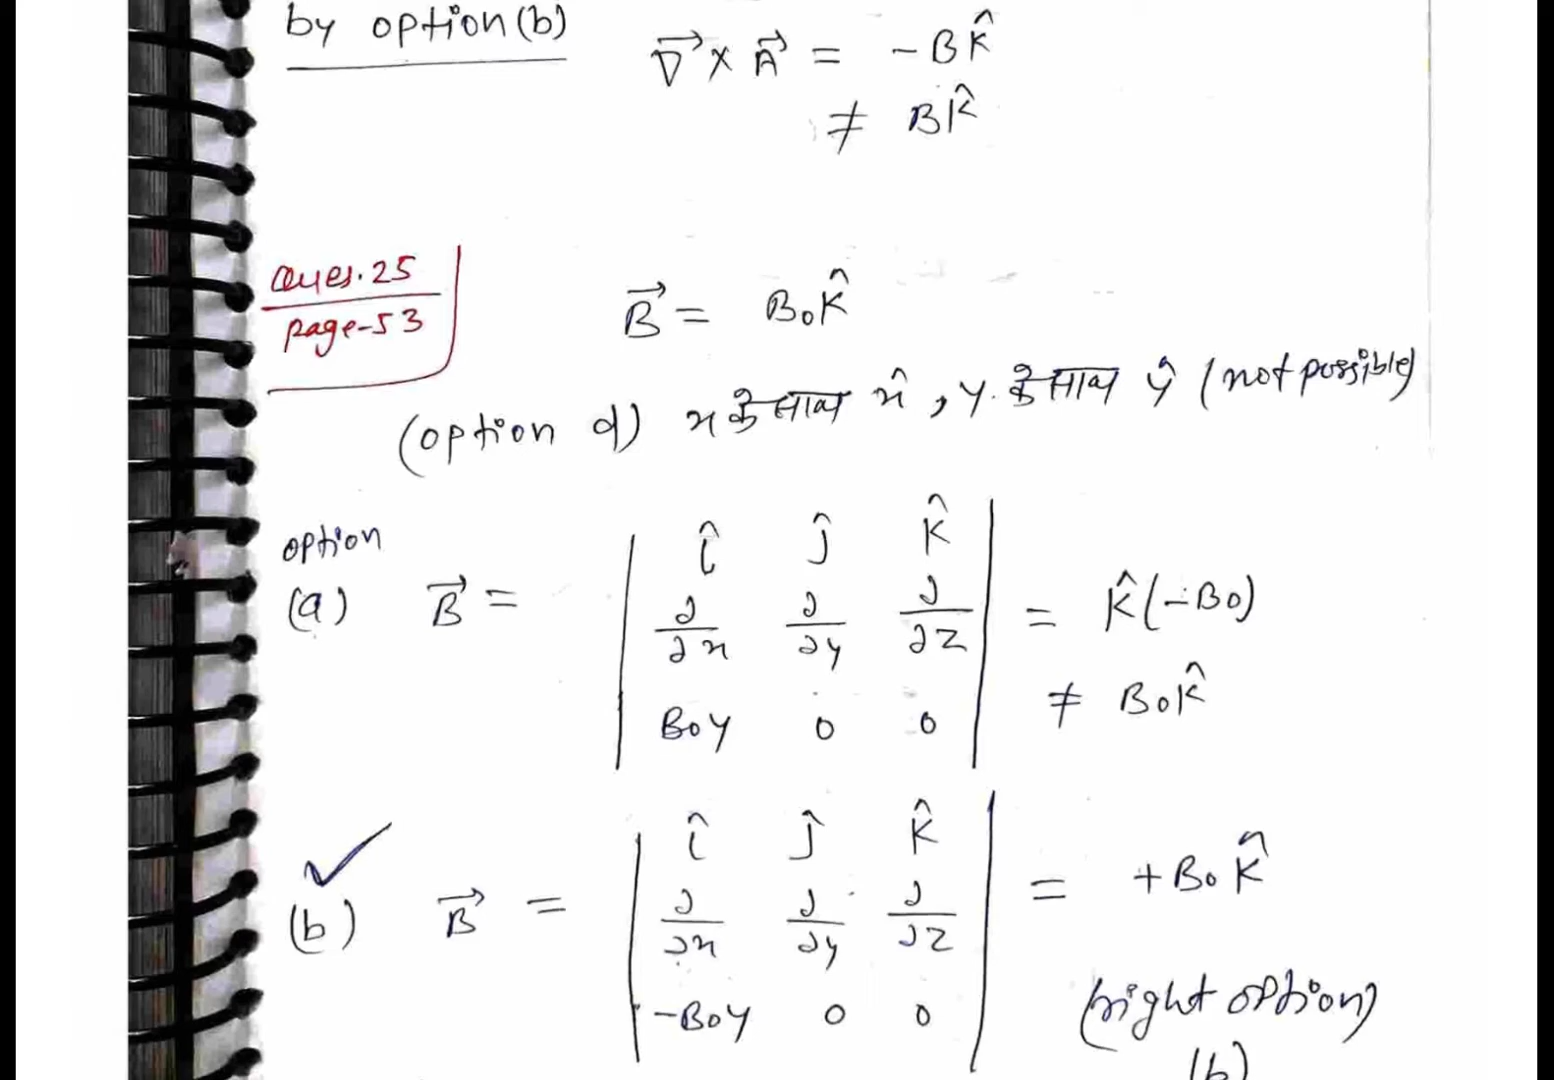 by option(b)
∇⃗ × A⃗ = -Bk̂
≠ Bk̂
Ques.25
page-53
B⃗ = B₀k̂
(option d) x के साथ x̂ , y के साथ ŷ (not possible)
option
(a) B⃗ = | î ĵ k̂ |
| ∂/∂x ∂/∂y ∂/∂z | = k̂(-B₀)
| B₀y 0 0 | ≠ B₀k̂
✓
(b) B⃗ = | î ĵ k̂ |
| ∂/∂x ∂/∂y ∂/∂z | = +B₀k̂
| -B₀y 0 0 | (right option)
(b)